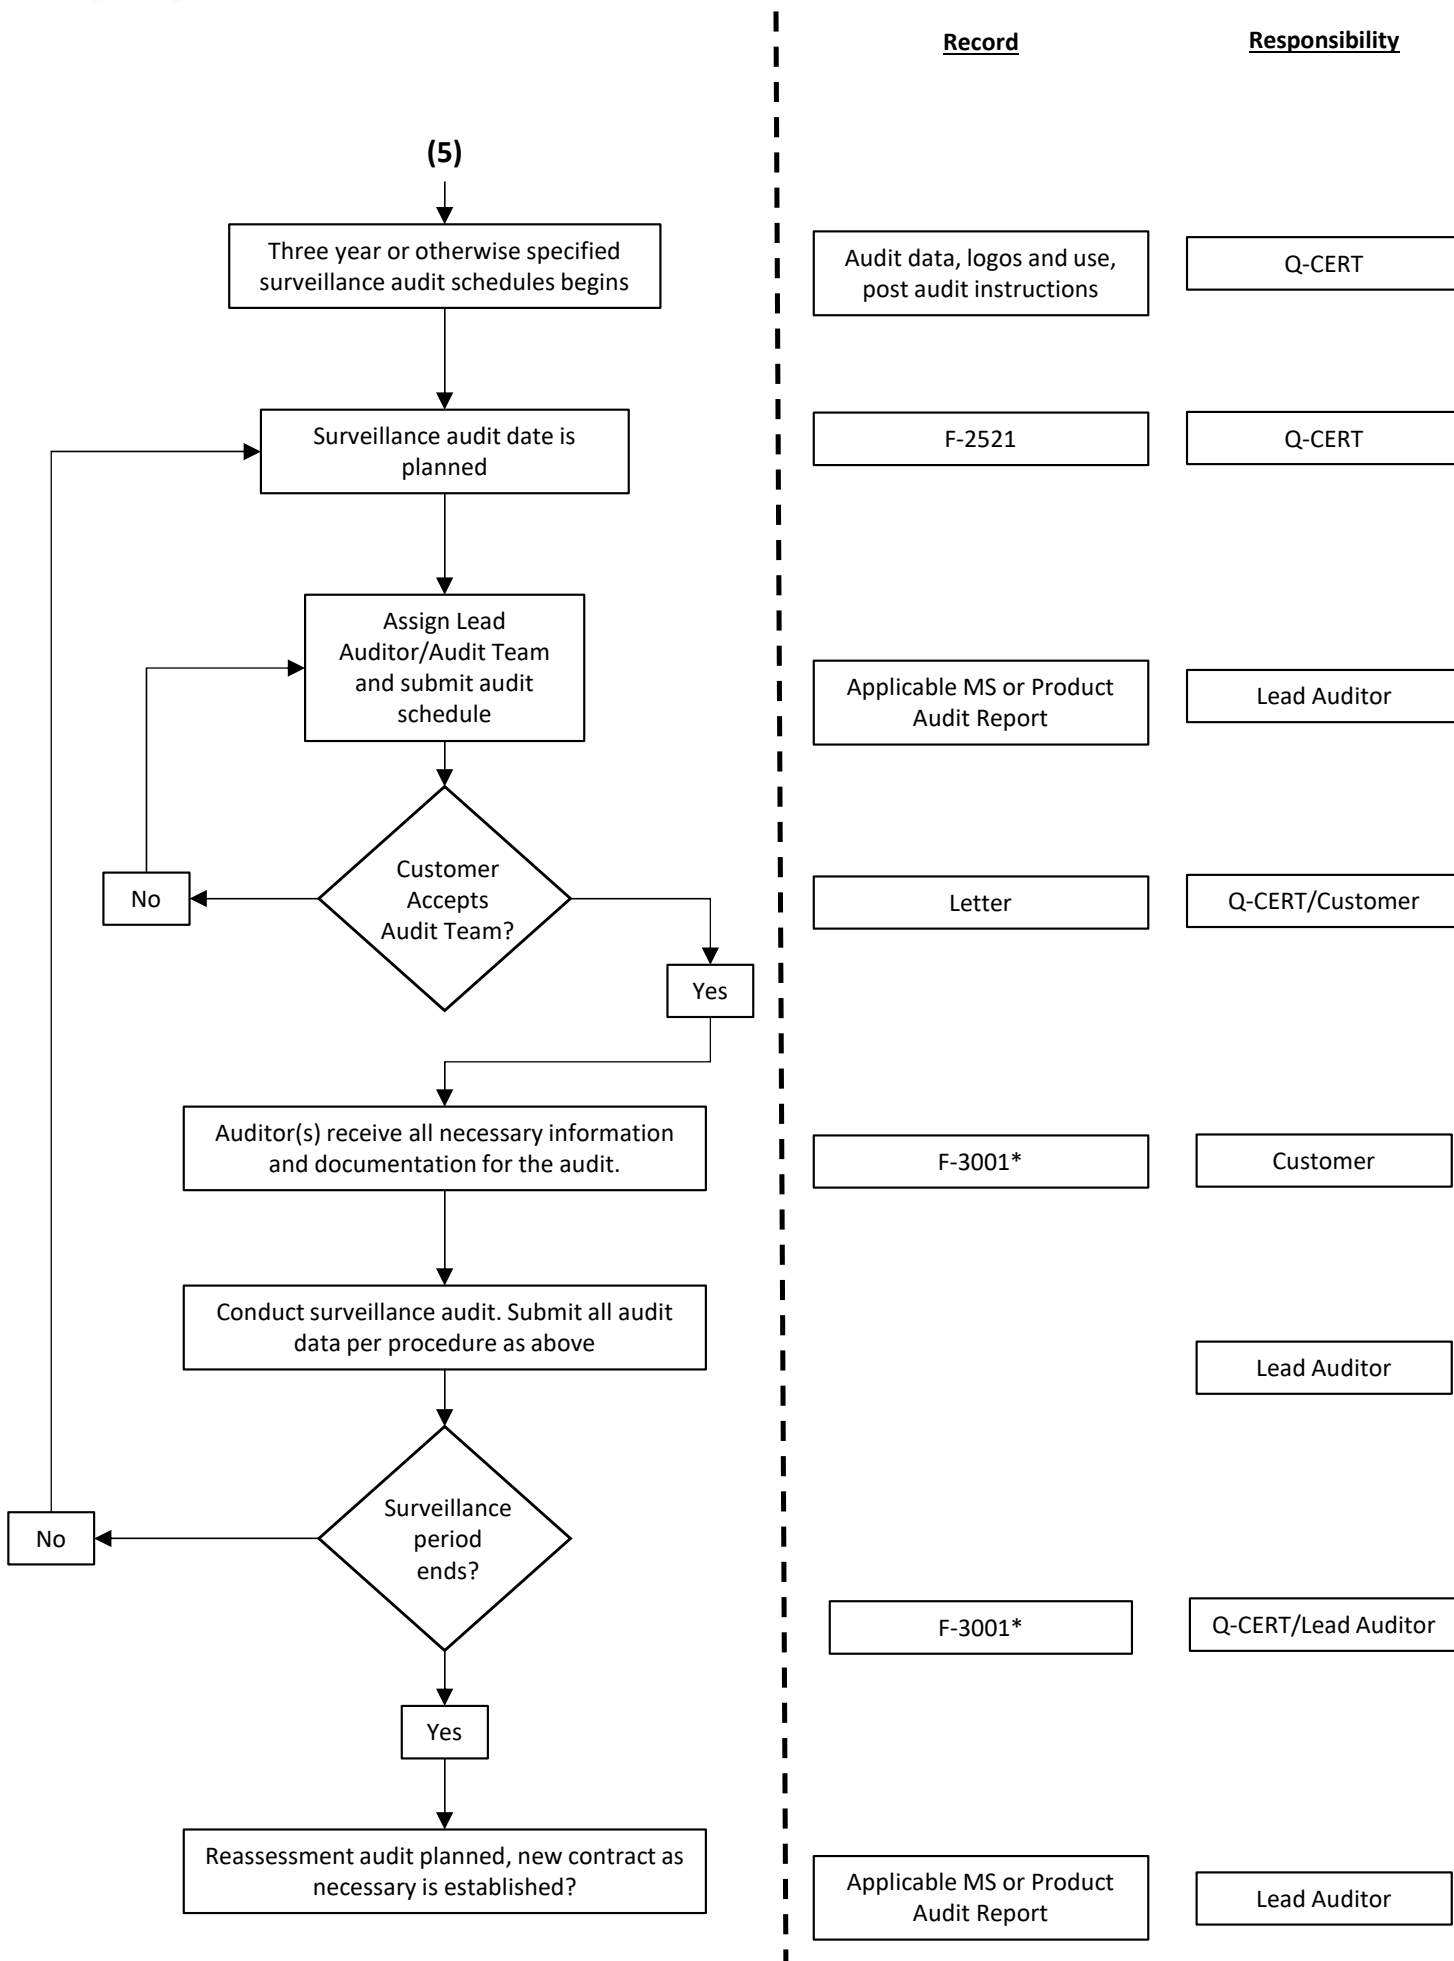 Record
Responsibility
(5)
Three year or otherwise specified
surveillance audit schedules begins
Audit data, logos and use,
post audit instructions
Q-CERT
Surveillance audit date is
planned
F-2521
Q-CERT
Assign Lead
Auditor/Audit Team
and submit audit
schedule
Applicable MS or Product
Audit Report
Lead Auditor
Customer
Accepts
Audit Team?
No
Letter
Q-CERT/Customer
Yes
Auditor(s) receive all necessary information
and documentation for the audit.
F-3001*
Customer
Conduct surveillance audit. Submit all audit
data per procedure as above
Lead Auditor
Surveillance
period
ends?
No
F-3001*
Q-CERT/Lead Auditor
Yes
Reassessment audit planned, new contract as
necessary is established?
Applicable MS or Product
Audit Report
Lead Auditor